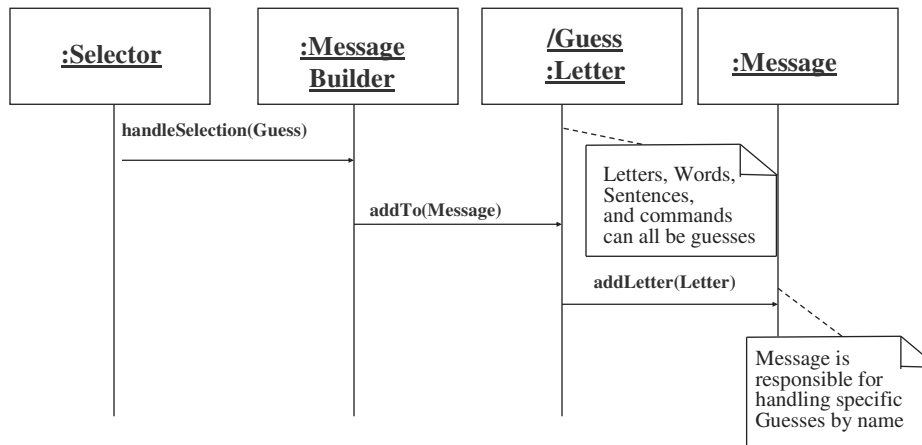 :Selector
:Message
Builder
/Guess
:Letter
:Message
handleSelection(Guess)
Letters, Words,
Sentences,
and commands
can all be guesses
addTo(Message)
addLetter(Letter)
Message is
responsible for
handling specific
Guesses by name